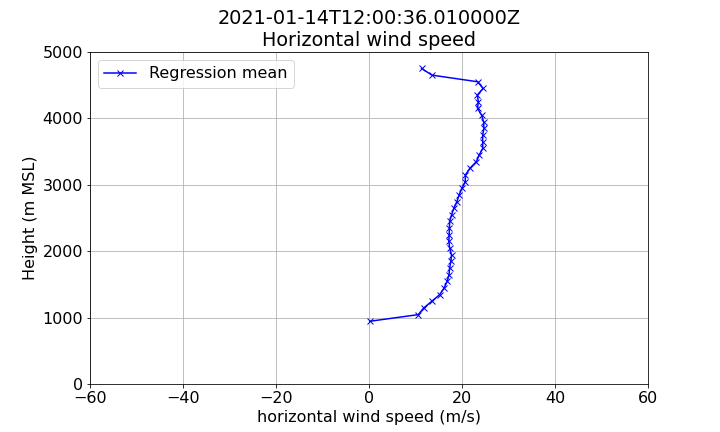 2021-01-14T12:00:36.010000Z
Horizontal wind speed
Regression mean
5000
4000
3000
2000
1000
0
Height (m MSL)
−60
−40
−20
0
20
40
60
horizontal wind speed (m/s)